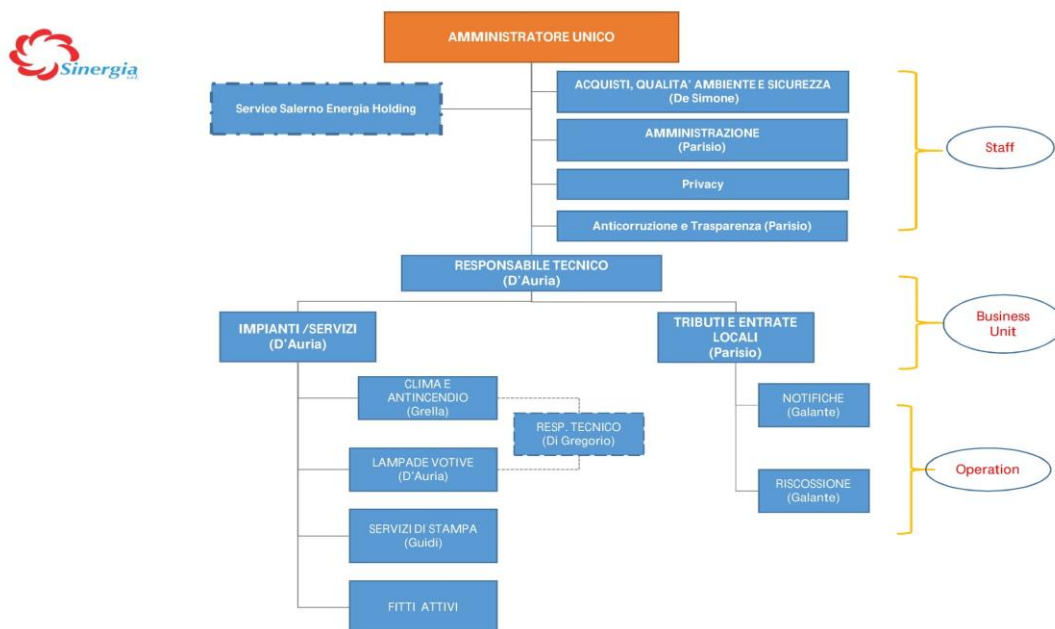 Sinergia
s.r.l.
AMMINISTRATORE UNICO
Service Salerno Energia Holding
ACQUISTI, QUALITA' AMBIENTE E SICUREZZA
(De Simone)
AMMINISTRAZIONE
(Parisio)
Privacy
Anticorruzione e Trasparenza (Parisio)
Staff
RESPONSABILE TECNICO
(D'Auria)
IMPIANTI /SERVIZI
(D'Auria)
TRIBUTI E ENTRATE
LOCALI
(Parisio)
Business
Unit
CLIMA E
ANTINCENDIO
(Grella)
RESP. TECNICO
(Di Gregorio)
NOTIFICHE
(Galante)
LAMPADE VOTIVE
(D'Auria)
RISCOSSIONE
(Galante)
Operation
SERVIZI DI STAMPA
(Guidi)
FITTI ATTIVI